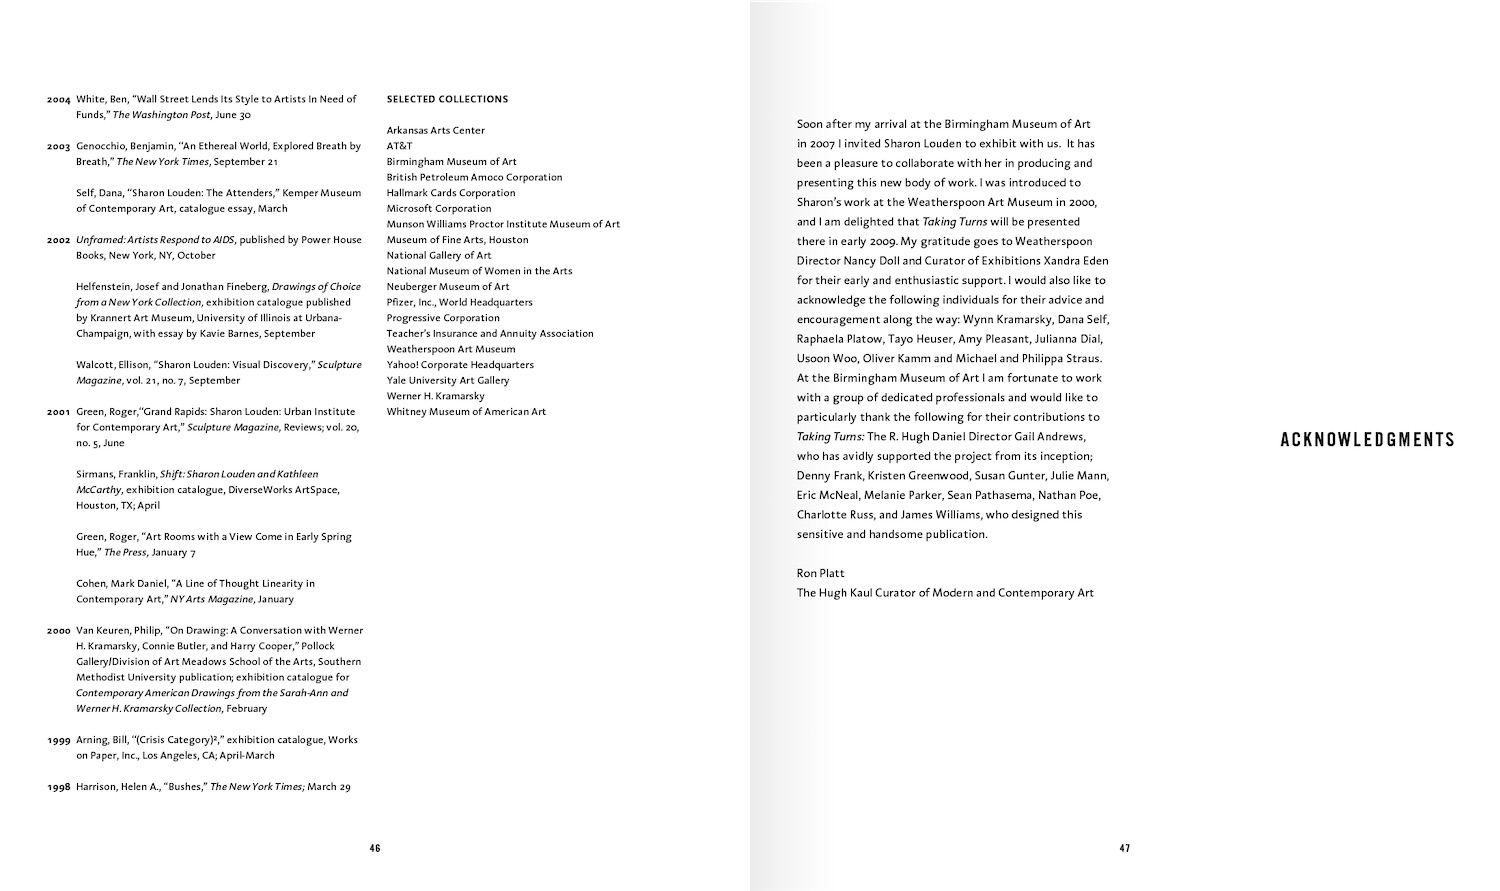 2004 White, Ben, “Wall Street Lends Its Style to Artists In Need of
Funds,” The Washington Post, June 30
2003 Genocchio, Benjamin, “An Ethereal World, Explored Breath by
Breath,” The New York Times, September 21
Self, Dana, “Sharon Louden: The Attenders,” Kemper Museum
of Contemporary Art, catalogue essay, March
2002 Unframed: Artists Respond to AIDS, published by Power House
Books, New York, NY, October
Helfenstein, Josef and Jonathan Fineberg, Drawings of Choice
from a New York Collection, exhibition catalogue published
by Krannert Art Museum, University of Illinois at Urbana-
Champaign, with essay by Kavie Barnes, September
Walcott, Ellison, “Sharon Louden: Visual Discovery,” Sculpture
Magazine, vol. 21, no. 7, September
2001 Green, Roger,“Grand Rapids: Sharon Louden: Urban Institute
for Contemporary Art,” Sculpture Magazine, Reviews; vol. 20,
no. 5, June
Sirmans, Franklin, Shift: Sharon Louden and Kathleen
McCarthy, exhibition catalogue, DiverseWorks ArtSpace,
Houston, TX; April
Green, Roger, “Art Rooms with a View Come in Early Spring
Hue,” The Press, January 7
Cohen, Mark Daniel, “A Line of Thought Linearity in
Contemporary Art,” NY Arts Magazine, January
2000 Van Keuren, Philip, “On Drawing: A Conversation with Werner
H. Kramarsky, Connie Butler, and Harry Cooper,” Pollock
Gallery/Division of Art Meadows School of the Arts, Southern
Methodist University publication; exhibition catalogue for
Contemporary American Drawings from the Sarah-Ann and
Werner H. Kramarsky Collection, February
1999 Arning, Bill, “(Crisis Category)²,” exhibition catalogue, Works
on Paper, Inc., Los Angeles, CA; April-March
1998 Harrison, Helen A., “Bushes,” The New York Times; March 29
SELECTED COLLECTIONS
Arkansas Arts Center
AT&T
Birmingham Museum of Art
British Petroleum Amoco Corporation
Hallmark Cards Corporation
Microsoft Corporation
Munson Williams Proctor Institute Museum of Art
Museum of Fine Arts, Houston
National Gallery of Art
National Museum of Women in the Arts
Neuberger Museum of Art
Pfizer, Inc., World Headquarters
Progressive Corporation
Teacher’s Insurance and Annuity Association
Weatherspoon Art Museum
Yahoo! Corporate Headquarters
Yale University Art Gallery
Werner H. Kramarsky
Whitney Museum of American Art
46
Soon after my arrival at the Birmingham Museum of Art
in 2007 I invited Sharon Louden to exhibit with us. It has
been a pleasure to collaborate with her in producing and
presenting this new body of work. I was introduced to
Sharon’s work at the Weatherspoon Art Museum in 2000,
and I am delighted that Taking Turns will be presented
there in early 2009. My gratitude goes to Weatherspoon
Director Nancy Doll and Curator of Exhibitions Xandra Eden
for their early and enthusiastic support. I would also like to
acknowledge the following individuals for their advice and
encouragement along the way: Wynn Kramarsky, Dana Self,
Raphaela Platow, Tayo Heuser, Amy Pleasant, Julianna Dial,
Usoon Woo, Oliver Kamm and Michael and Philippa Straus.
At the Birmingham Museum of Art I am fortunate to work
with a group of dedicated professionals and would like to
particularly thank the following for their contributions to
Taking Turns: The R. Hugh Daniel Director Gail Andrews,
who has avidly supported the project from its inception;
Denny Frank, Kristen Greenwood, Susan Gunter, Julie Mann,
Eric McNeal, Melanie Parker, Sean Pathasema, Nathan Poe,
Charlotte Russ, and James Williams, who designed this
sensitive and handsome publication.
Ron Platt
The Hugh Kaul Curator of Modern and Contemporary Art
ACKNOWLEDGMENTS
47